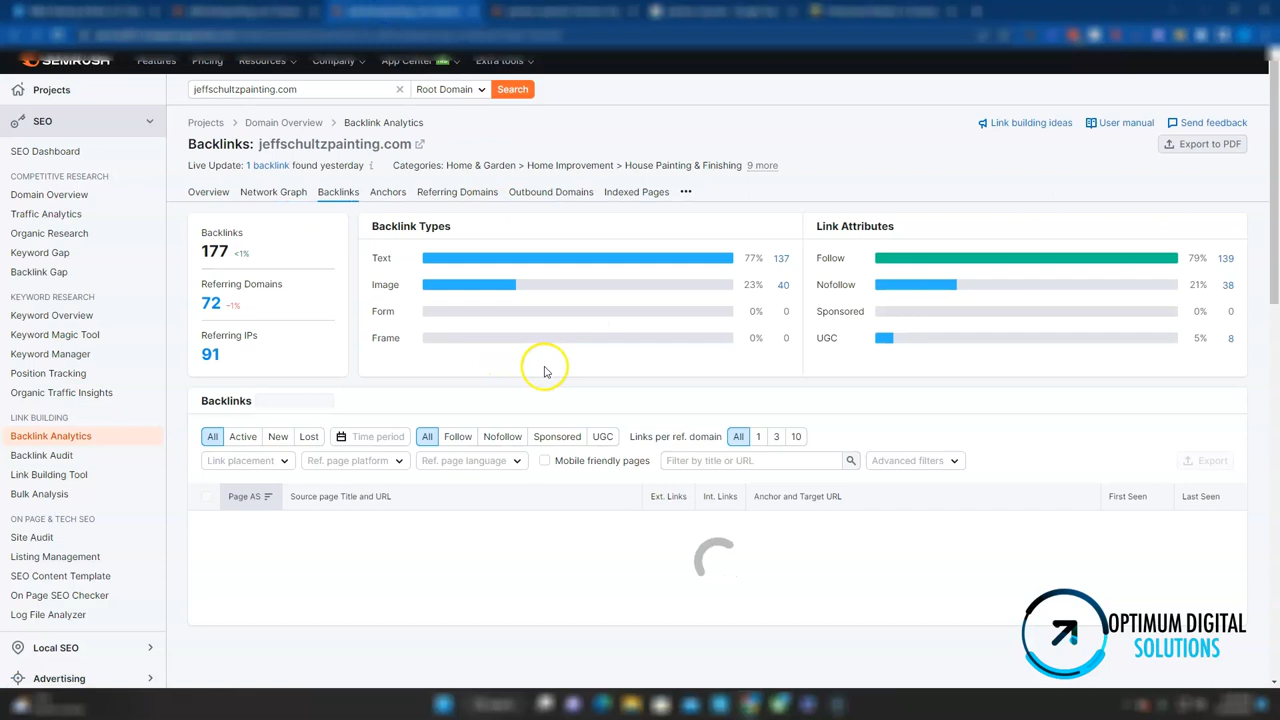 SEMRUSH Features Pricing Resources Company App Center Extra tools
Projects
jeffschultzpainting.com Root Domain Search
SEO
Projects > Domain Overview > Backlink Analytics
Link building ideas User manual Send feedback
Backlinks: jeffschultzpainting.com
Export to PDF
Live Update: 1 backlink found yesterday i Categories: Home & Garden > Home Improvement > House Painting & Finishing 9 more
Overview Network Graph Backlinks Anchors Referring Domains Outbound Domains Indexed Pages •••
SEO Dashboard
COMPETITIVE RESEARCH
Domain Overview
Traffic Analytics
Organic Research
Keyword Gap
Backlink Gap
KEYWORD RESEARCH
Keyword Overview
Keyword Magic Tool
Keyword Manager
Position Tracking
Organic Traffic Insights
LINK BUILDING
Backlink Analytics
Backlink Audit
Link Building Tool
Bulk Analysis
ON PAGE & TECH SEO
Site Audit
Listing Management
SEO Content Template
On Page SEO Checker
Log File Analyzer
Local SEO
Advertising
Backlinks
177 <1%
Referring Domains
72 -1%
Referring IPs
91
Backlink Types
Text 77% 137
Image 23% 40
Form 0% 0
Frame 0% 0
Link Attributes
Follow 79% 139
Nofollow 21% 38
Sponsored 0% 0
UGC 5% 8
Backlinks
All Active New Lost Time period All Follow Nofollow Sponsored UGC Links per ref. domain All 1 3 10
Link placement Ref. page platform Ref. page language Mobile friendly pages Filter by title or URL Advanced filters Export
Page AS Source page Title and URL Ext. Links Int. Links Anchor and Target URL First Seen Last Seen
OPTIMUM DIGITAL
SOLUTIONS